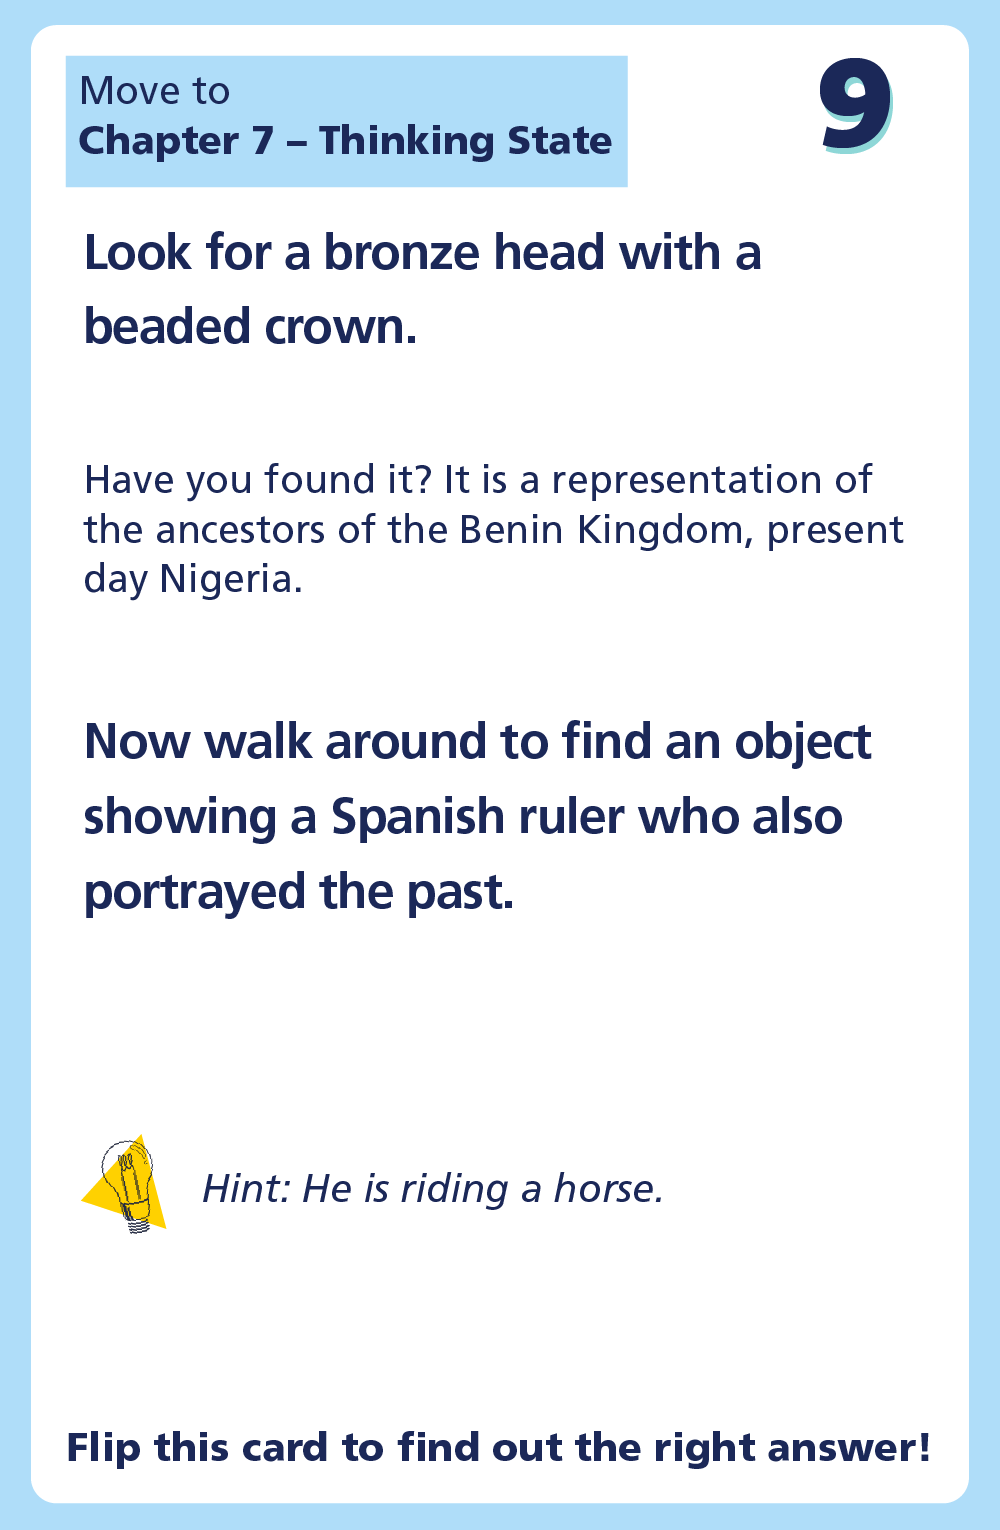 Move to
Chapter 7 – Thinking State
9
Look for a bronze head with a
beaded crown.
Have you found it? It is a representation of
the ancestors of the Benin Kingdom, present
day Nigeria.
Now walk around to find an object
showing a Spanish ruler who also
portrayed the past.
Hint: He is riding a horse.
Flip this card to find out the right answer!